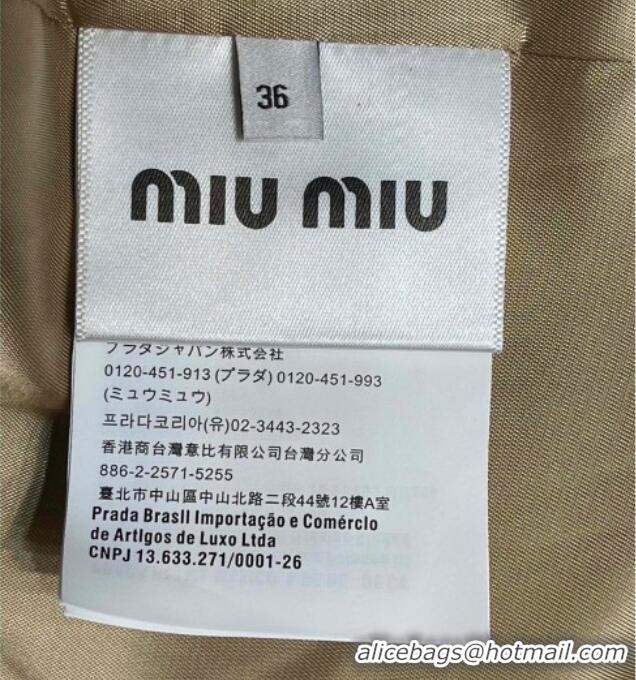 36
miu miu
プラダジャパン株式会社
0120-451-913 (プラダ) 0120-451-993
(ミュウミュウ)
프라다코리아(유)02-3443-2323
香港商台灣意比有限公司台灣分公司
886-2-2571-5255
臺北市中山區中山北路二段44號12樓A室
Prada Brasil Importação e Comércio
de Artigos de Luxo Ltda
CNPJ 13.633.271/0001-26
alicebags@hotmail.com